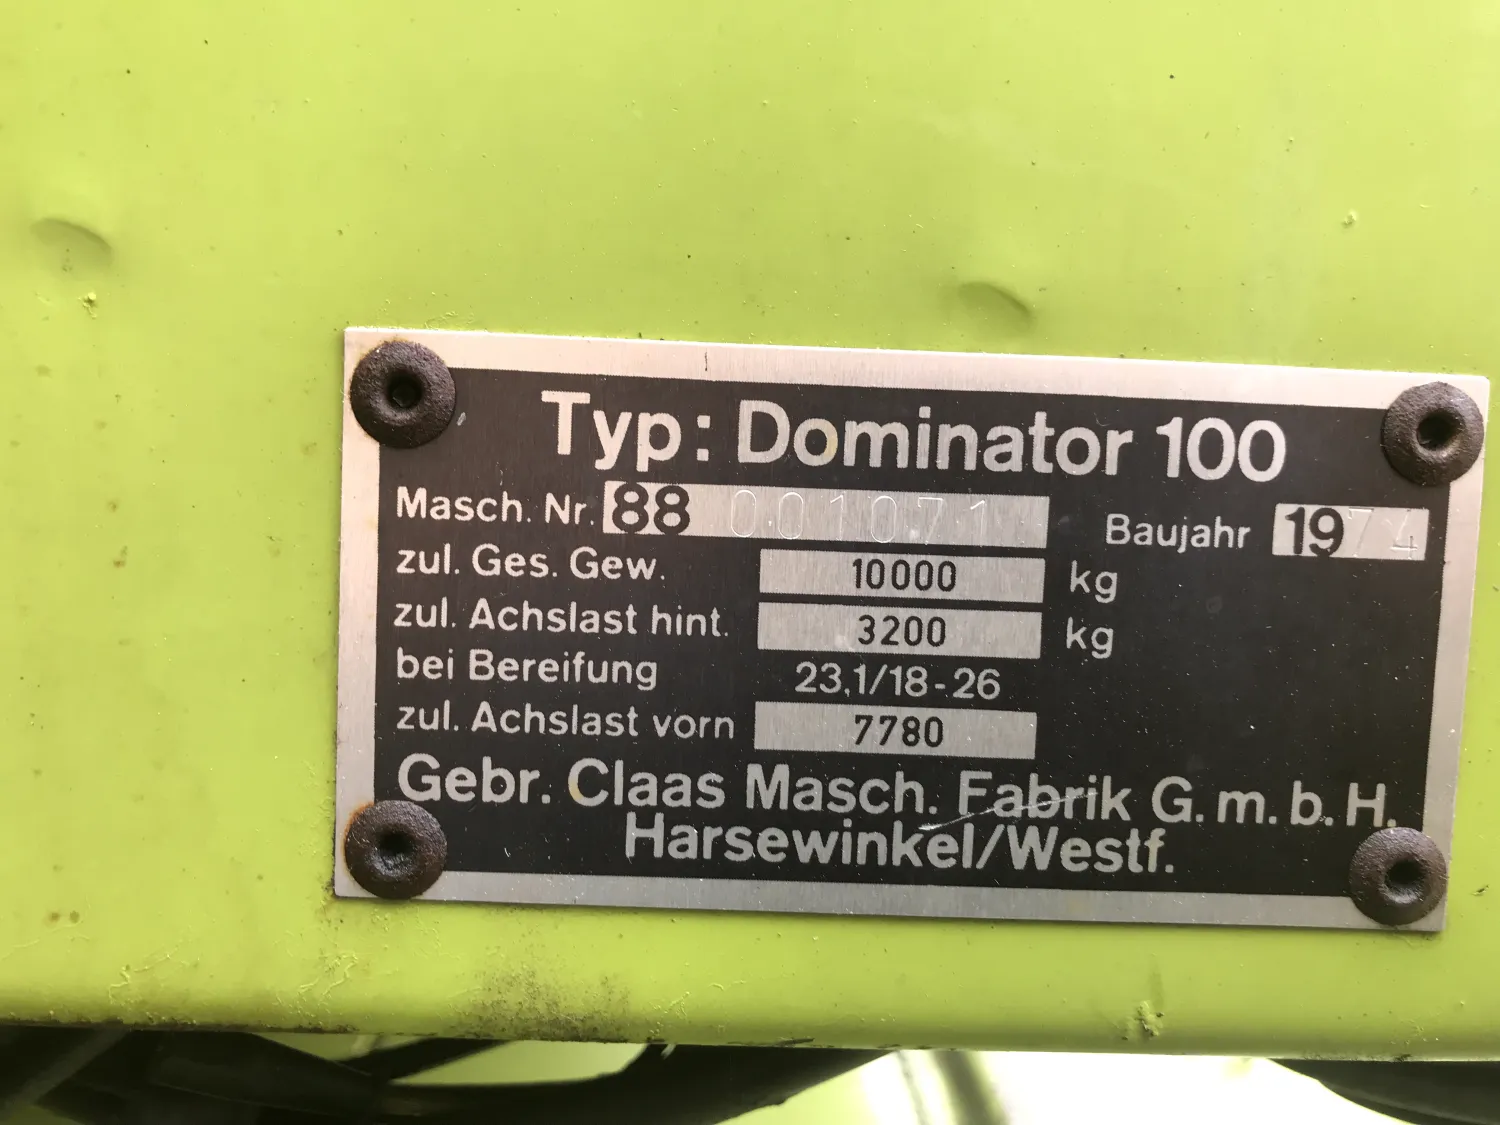 Typ: Dominator 100
Masch. Nr. 88 001071 Baujahr 1974
zul. Ges. Gew. 10000 kg
zul. Achslast hint. 3200 kg
bei Bereifung 23,1/18-26
zul. Achslast vorn 7780
Gebr. Claas Masch. Fabrik G.m.b.H.
Harsewinkel/Westf.